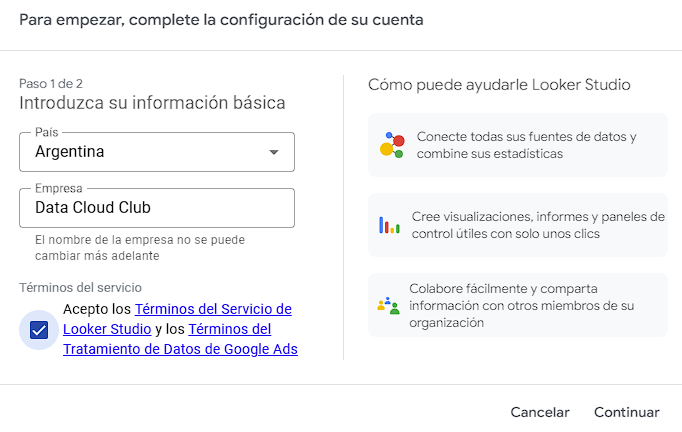 Para empezar, complete la configuración de su cuenta
Paso 1 de 2
Introduzca su información básica
País
Argentina
Empresa
Data Cloud Club
El nombre de la empresa no se puede
cambiar más adelante
Términos del servicio
Acepto los Términos del Servicio de
Looker Studio y los Términos del
Tratamiento de Datos de Google Ads
Cómo puede ayudarle Looker Studio
Conecte todas sus fuentes de datos y
combine sus estadísticas
Cree visualizaciones, informes y paneles de
control útiles con solo unos clics
Colabore fácilmente y comparta
información con otros miembros de su
organización
Cancelar
Continuar